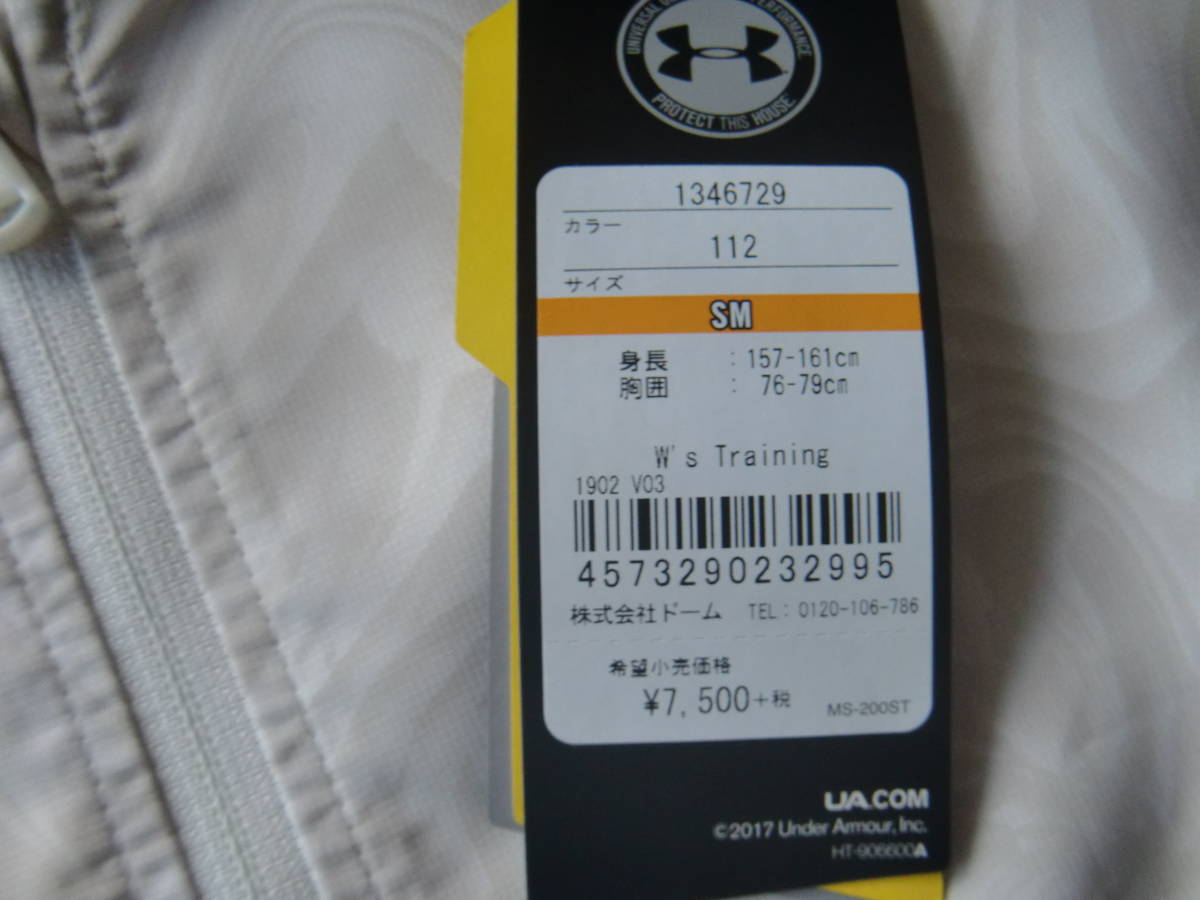 UNIVERSAL PERFORMANCE
PROTECT THIS HOUSE
1346729
カラー
112
サイズ
SM
身長 : 157-161cm
胸囲 : 76-79cm
W's Training
1902 V03
4573290232995
株式会社ドーム TEL: 0120-106-786
希望小売価格
¥7,500+税
MS-200ST
UA.COM
©2017 Under Armour, Inc.
HT-906600A